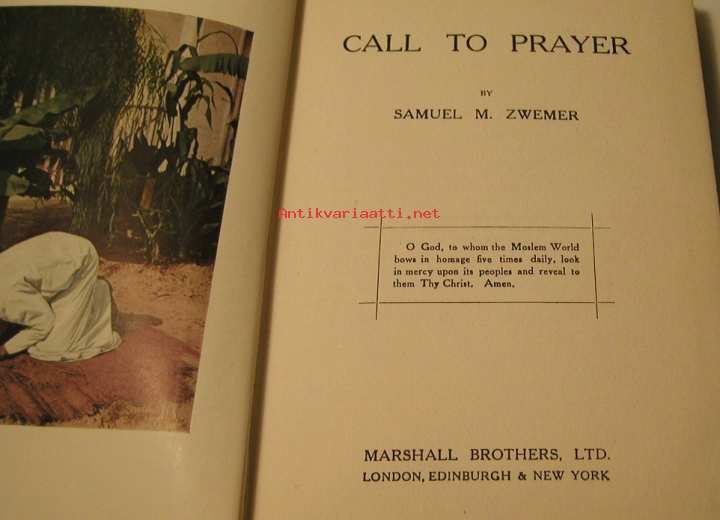 CALL TO PRAYER
BY
SAMUEL M. ZWEMER
Antikvariaatti.net
O God, to whom the Moslem World
bows in homage five times daily, look
in mercy upon its peoples and reveal to
them Thy Christ. Amen.
MARSHALL BROTHERS, LTD.
LONDON, EDINBURGH & NEW YORK